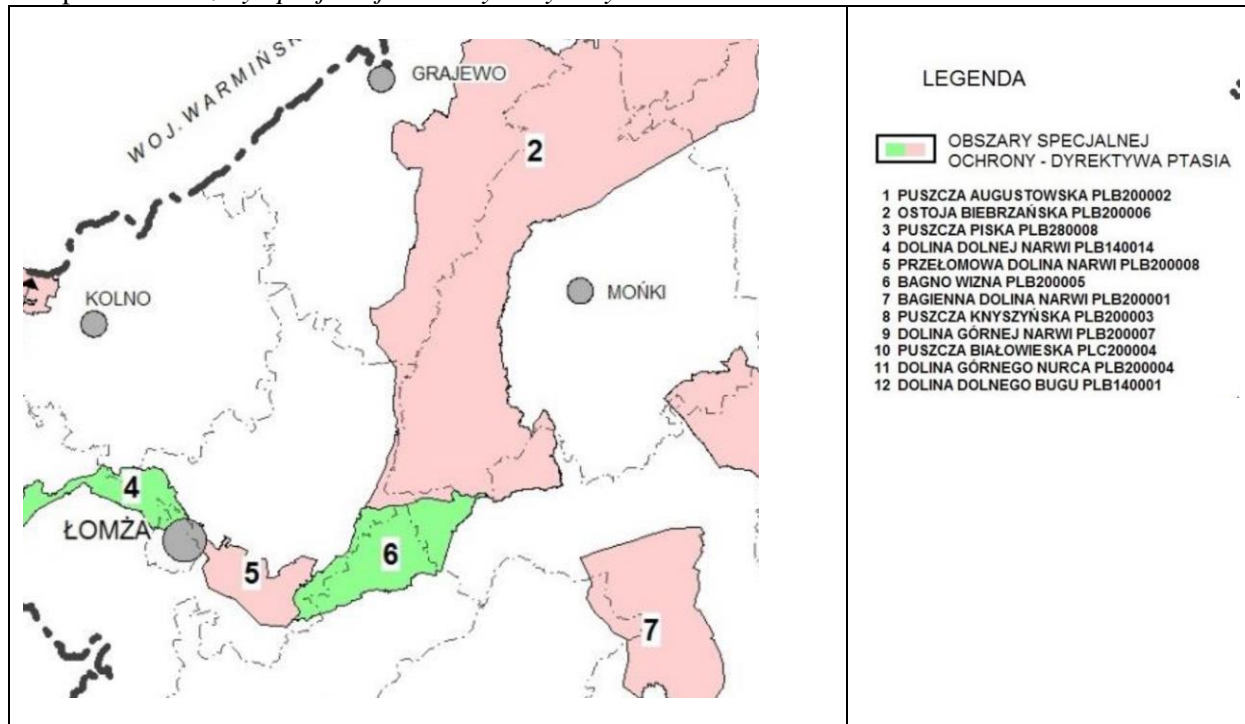 WOJ. WARMIŃSK
GRAJEWO
2
KOLNO
MOŃKI
4
ŁOMŻA
5
6
7
LEGENDA
OBSZARY SPECJALNEJ
OCHRONY - DYREKTYWA PTASIA
1 PUSZCZA AUGUSTOWSKA PLB200002
2 OSTOJA BIEBRZAŃSKA PLB200006
3 PUSZCZA PISKA PLB280008
4 DOLINA DOLNEJ NARWI PLB140014
5 PRZEŁOMOWA DOLINA NARWI PLB200008
6 BAGNO WIZNA PLB200005
7 BAGIENNA DOLINA NARWI PLB200001
8 PUSZCZA KNYSZYŃSKA PLB200003
9 DOLINA GÓRNEJ NARWI PLB200007
10 PUSZCZA BIAŁOWIESKA PLC200004
11 DOLINA GÓRNEGO NURCA PLB200004
12 DOLINA DOLNEGO BUGU PLB140001